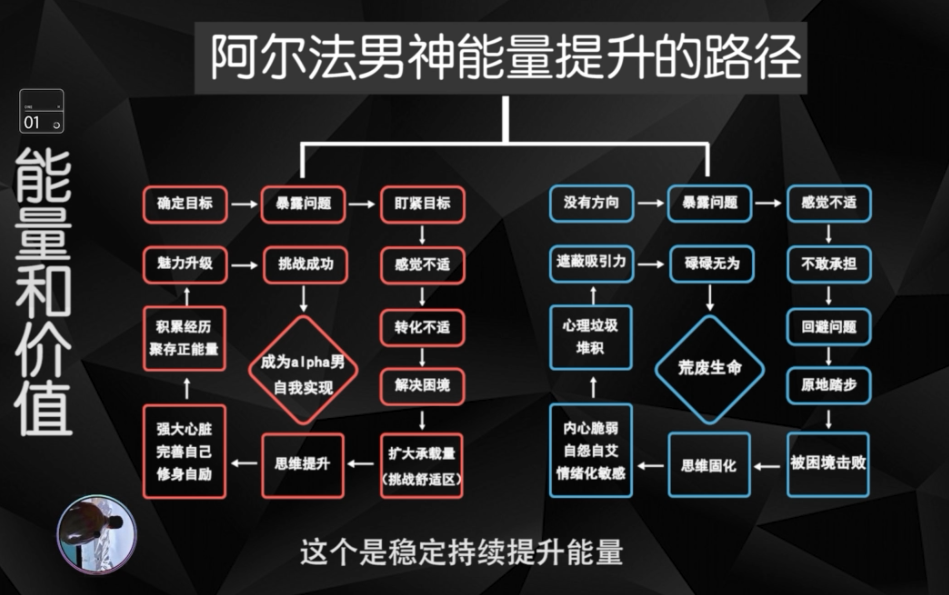 阿尔法男神能量提升的路径
01
能量和价值
确定目标
暴露问题
盯紧目标
魅力升级
挑战成功
感觉不适
积累经历
聚存正能量
成为alpha男
自我实现
转化不适
解决困境
强大心脏
完善自己
修身自励
思维提升
扩大承载量
(挑战舒适区)
没有方向
暴露问题
感觉不适
遮蔽吸引力
碌碌无为
不敢承担
心理垃圾
堆积
荒废生命
回避问题
原地踏步
内心脆弱
自怨自艾
情绪化敏感
思维固化
被困境击败
这个是稳定持续提升能量